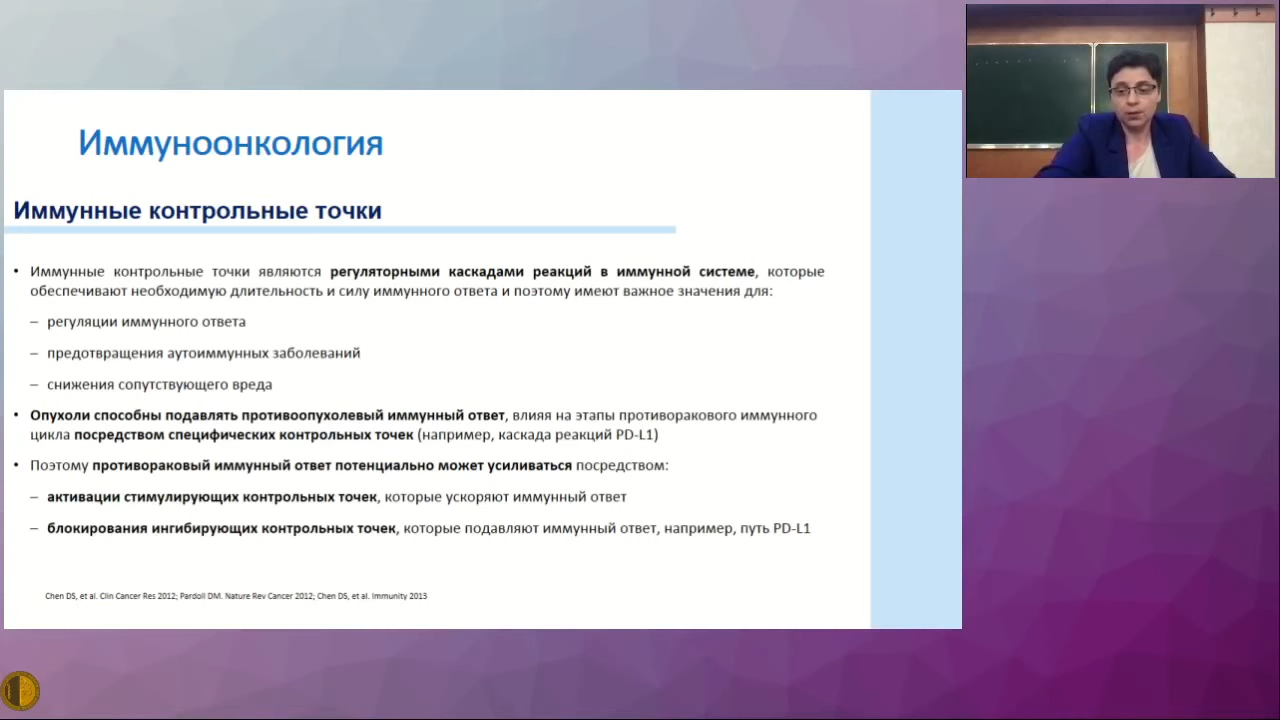 Иммуноонкология
Иммунные контрольные точки
• Иммунные контрольные точки являются регуляторными каскадами реакций в иммунной системе, которые
обеспечивают необходимую длительность и силу иммунного ответа и поэтому имеют важное значения для:
– регуляции иммунного ответа
– предотвращения аутоиммунных заболеваний
– снижения сопутствующего вреда
• Опухоли способны подавлять противоопухолевый иммунный ответ, влияя на этапы противоракового иммунного
цикла посредством специфических контрольных точек (например, каскада реакций PD-L1)
• Поэтому противораковый иммунный ответ потенциально может усиливаться посредством:
– активации стимулирующих контрольных точек, которые ускоряют иммунный ответ
– блокирования ингибирующих контрольных точек, которые подавляют иммунный ответ, например, путь PD-L1
Chen DS, et al. Clin Cancer Res 2012; Pardoll DM. Nature Rev Cancer 2012; Chen DS, et al. Immunity 2013